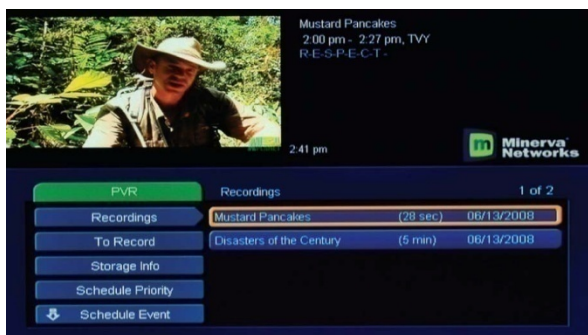 Mustard Pancakes
2:00 pm - 2:27 pm, TVY
R-E-S-P-E-C-T -
2:41 pm
m Minerva
Networks
PVR
Recordings 1 of 2
Recordings
Mustard Pancakes (28 sec) 06/13/2008
To Record
Disasters of the Century (5 min) 06/13/2008
Storage Info
Schedule Priority
Schedule Event